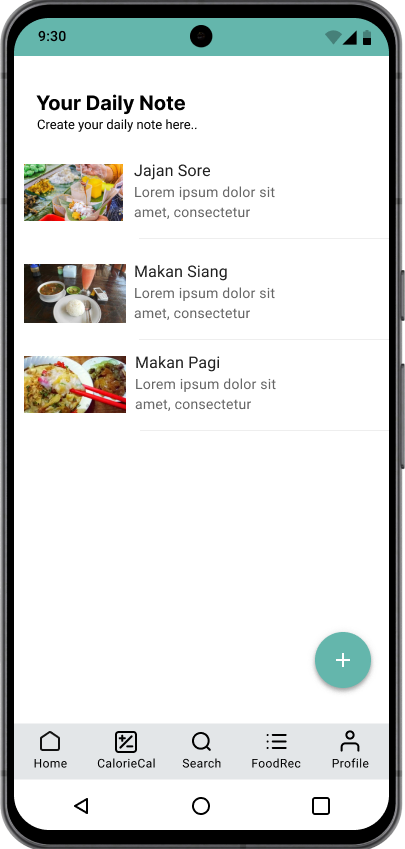 9:30
Your Daily Note
Create your daily note here..
Jajan Sore
Lorem ipsum dolor sit
amet, consectetur
Makan Siang
Lorem ipsum dolor sit
amet, consectetur
Makan Pagi
Lorem ipsum dolor sit
amet, consectetur
Home
CalorieCal
Search
FoodRec
Profile